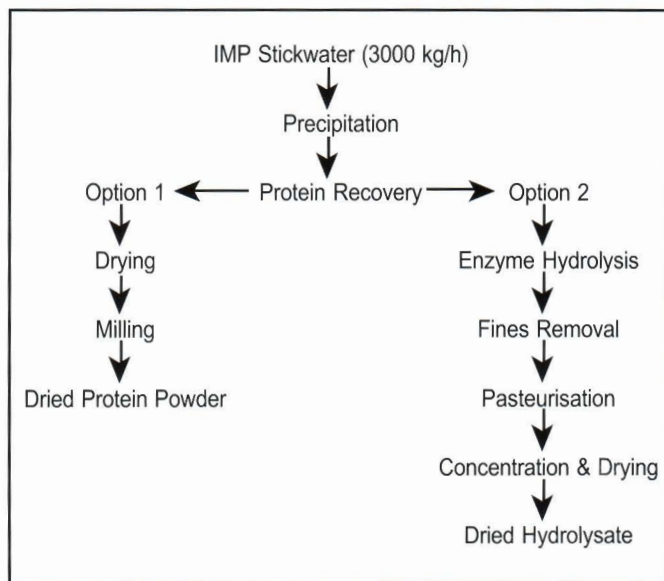 IMP Stickwater (3000 kg/h)
Precipitation
Option 1
Protein Recovery
Option 2
Drying
Enzyme Hydrolysis
Milling
Fines Removal
Dried Protein Powder
Pasteurisation
Concentration & Drying
Dried Hydrolysate